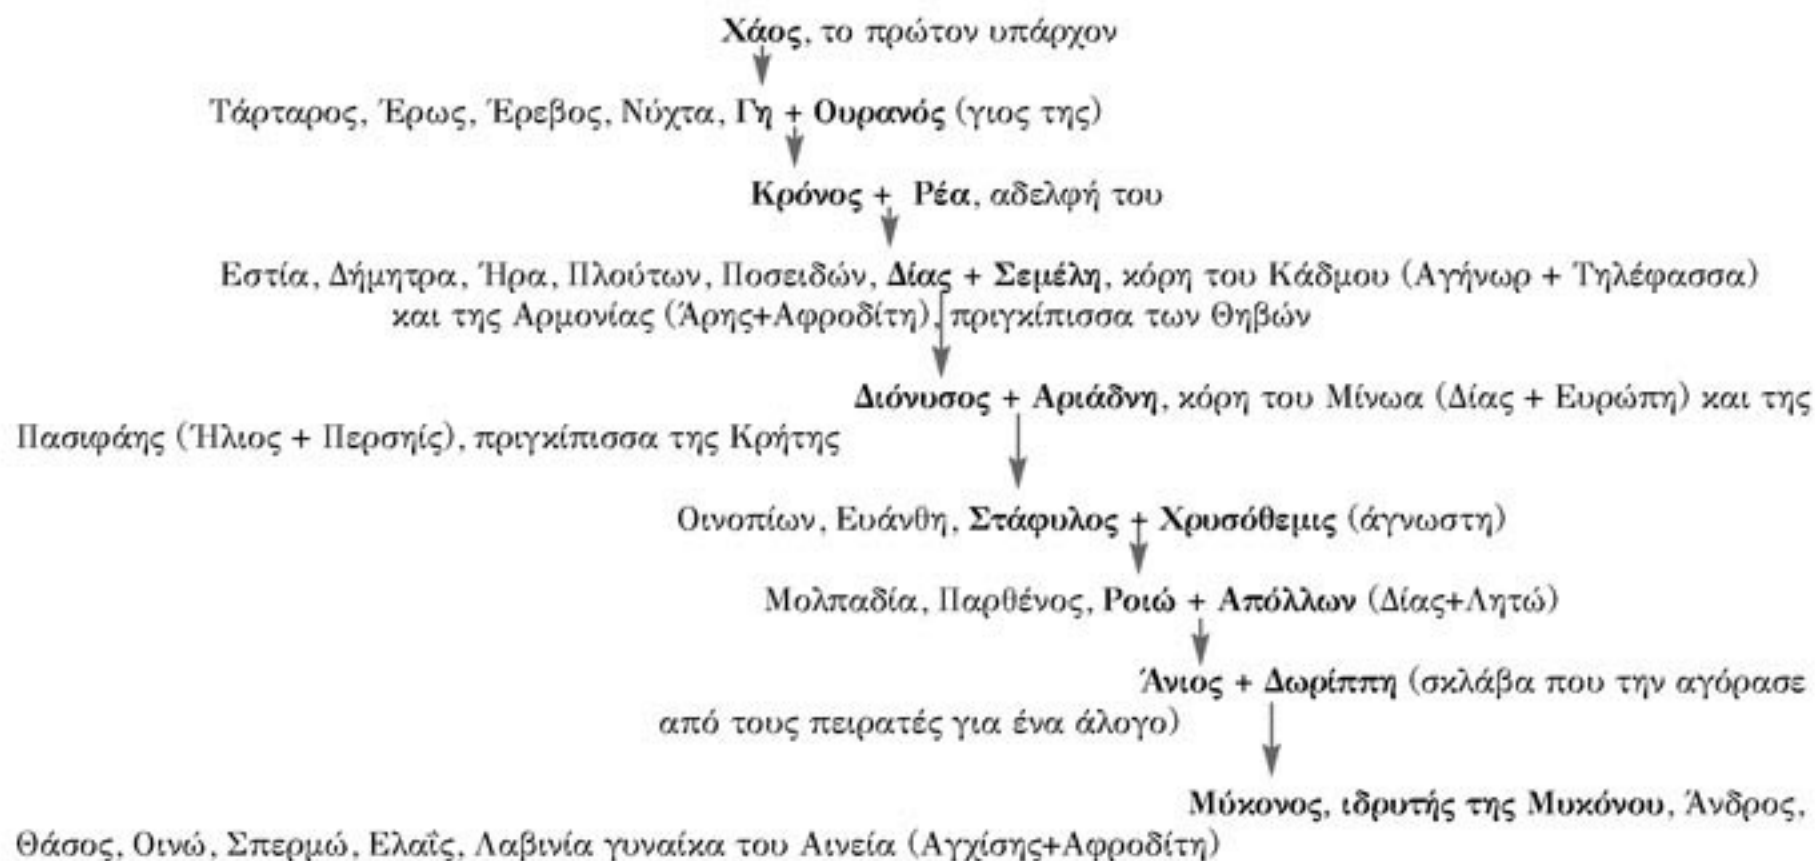 Χάος, το πρώτον υπάρχον
Τάρταρος, Έρως, Έρεβος, Νύχτα, Γη + Ουρανός (γιος της)
Κρόνος + Ρέα, αδελφή του
Εστία, Δήμητρα, Ήρα, Πλούτων, Ποσειδών, Δίας + Σεμέλη, κόρη του Κάδμου (Αγήνωρ + Τηλέφασσα)
και της Αρμονίας (Άρης+Αφροδίτη), πριγκίπισσα των Θηβών
Διόνυσος + Αριάδνη, κόρη του Μίνωα (Δίας + Ευρώπη) και της
Πασιφάης (Ήλιος + Περσηίς), πριγκίπισσα της Κρήτης
Οινοπίων, Ευάνθη, Στάφυλος + Χρυσόθεμις (άγνωστη)
Μολπαδία, Παρθένος, Ροιώ + Απόλλων (Δίας+Λητώ)
Άνιος + Δωρίππη (σκλάβα που την αγόρασε
από τους πειρατές για ένα άλογο)
Μύκονος, ιδρυτής της Μυκόνου, Άνδρος,
Θάσος, Οινώ, Σπερμώ, Ελαΐς, Λαβινία γυναίκα του Αινεία (Αγχίσης+Αφροδίτη)